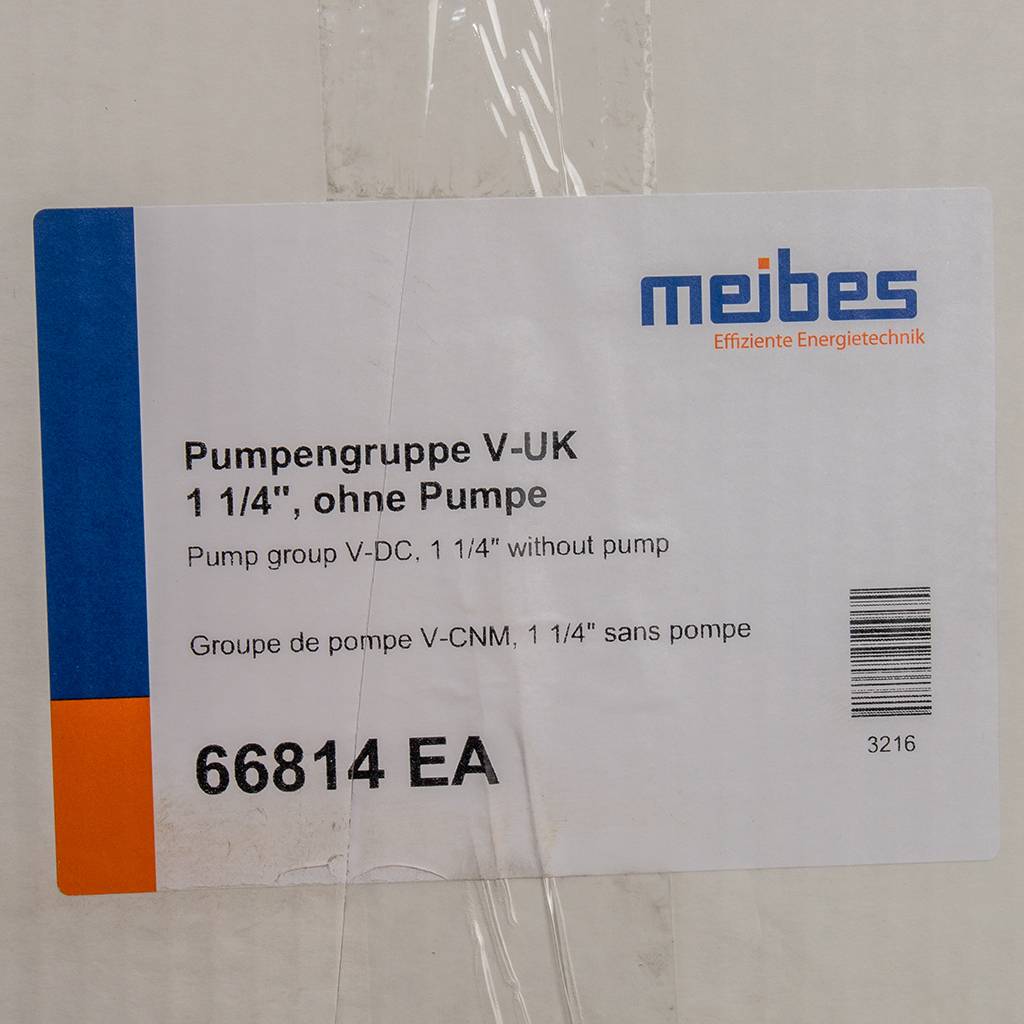 meibes
Effiziente Energietechnik
Pumpengruppe V-UK
1 1/4", ohne Pumpe
Pump group V-DC, 1 1/4" without pump
Groupe de pompe V-CNM, 1 1/4" sans pompe
66814 EA
3216